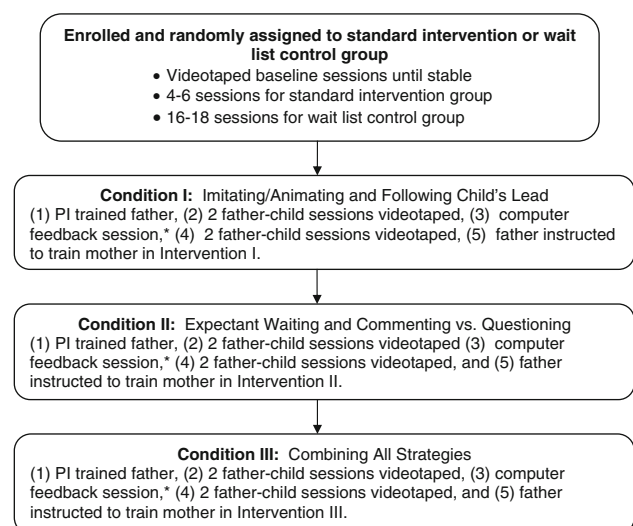 Enrolled and randomly assigned to standard intervention or wait
list control group
• Videotaped baseline sessions until stable
• 4-6 sessions for standard intervention group
• 16-18 sessions for wait list control group
Condition I: Imitating/Animating and Following Child's Lead
(1) PI trained father, (2) 2 father-child sessions videotaped, (3) computer
feedback session,* (4) 2 father-child sessions videotaped, (5) father instructed
to train mother in Intervention I.
Condition II: Expectant Waiting and Commenting vs. Questioning
(1) PI trained father, (2) 2 father-child sessions videotaped (3) computer
feedback session,* (4) 2 father-child sessions videotaped, and (5) father
instructed to train mother in Intervention II.
Condition III: Combining All Strategies
(1) PI trained father, (2) 2 father-child sessions videotaped, (3) computer
feedback session,* (4) 2 father-child sessions videotaped, and (5) father
instructed to train mother in Intervention III.